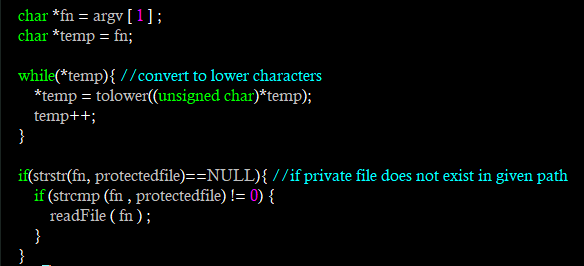 char *fn = argv [ 1 ] ;
char *temp = fn;
while(*temp){ //convert to lower characters
*temp = tolower((unsigned char)*temp);
temp++;
}
if(strstr(fn, protectedfile)==NULL){ //if private file does not exist in given path
if (strcmp (fn , protectedfile) != 0) {
readFile ( fn ) ;
}
}